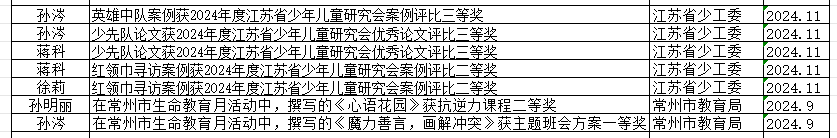 孙涔 英雄中队案例获2024年度江苏省少年儿童研究会案例评比三等奖 江苏省少工委 2024.11
孙涔 少先队论文获2024年度江苏省少年儿童研究会优秀论文评比三等奖 江苏省少工委 2024.11
蒋科 少先队论文获2024年度江苏省少年儿童研究会优秀论文评比三等奖 江苏省少工委 2024.11
蒋科 红领巾寻访案例获2024年度江苏省少年儿童研究会案例评比三等奖 江苏省少工委 2024.11
徐莉 红领巾寻访案例获2024年度江苏省少年儿童研究会案例评比三等奖 江苏省少工委 2024.11
孙明丽 在常州市生命教育月活动中，撰写的《心语花园》获抗逆力课程二等奖 常州市教育局 2024.9
孙涔 在常州市生命教育月活动中，撰写的《魔力善言，画解冲突》获主题班会方案一等奖 常州市教育局 2024.9